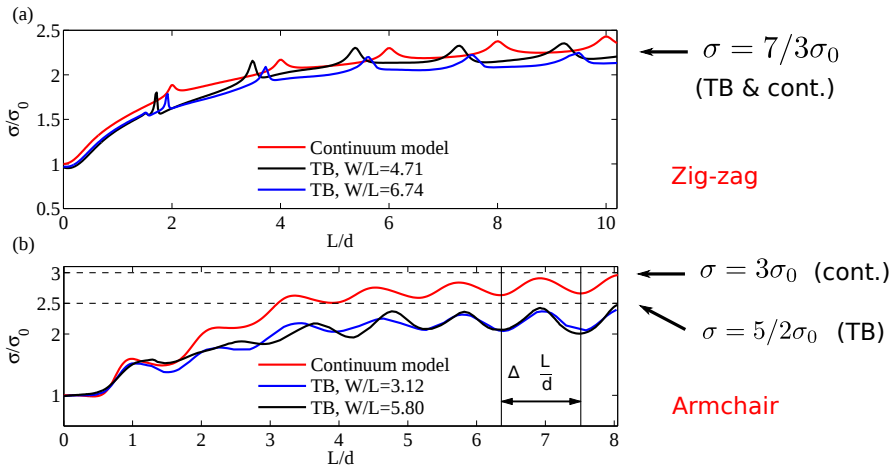 (a)
2.5
2
1.5
1
0.5
σ/σ0
Continuum model
TB, W/L=4.71
TB, W/L=6.74
0 2 4 6 8 10
L/d
σ = 7/3σ0
(TB & cont.)
Zig-zag
(b)
3
2.5
2
1
σ/σ0
Continuum model
TB, W/L=3.12
TB, W/L=5.80
Δ L/d
0 1 2 3 4 5 6 7 8
L/d
σ = 3σ0 (cont.)
σ = 5/2σ0 (TB)
Armchair